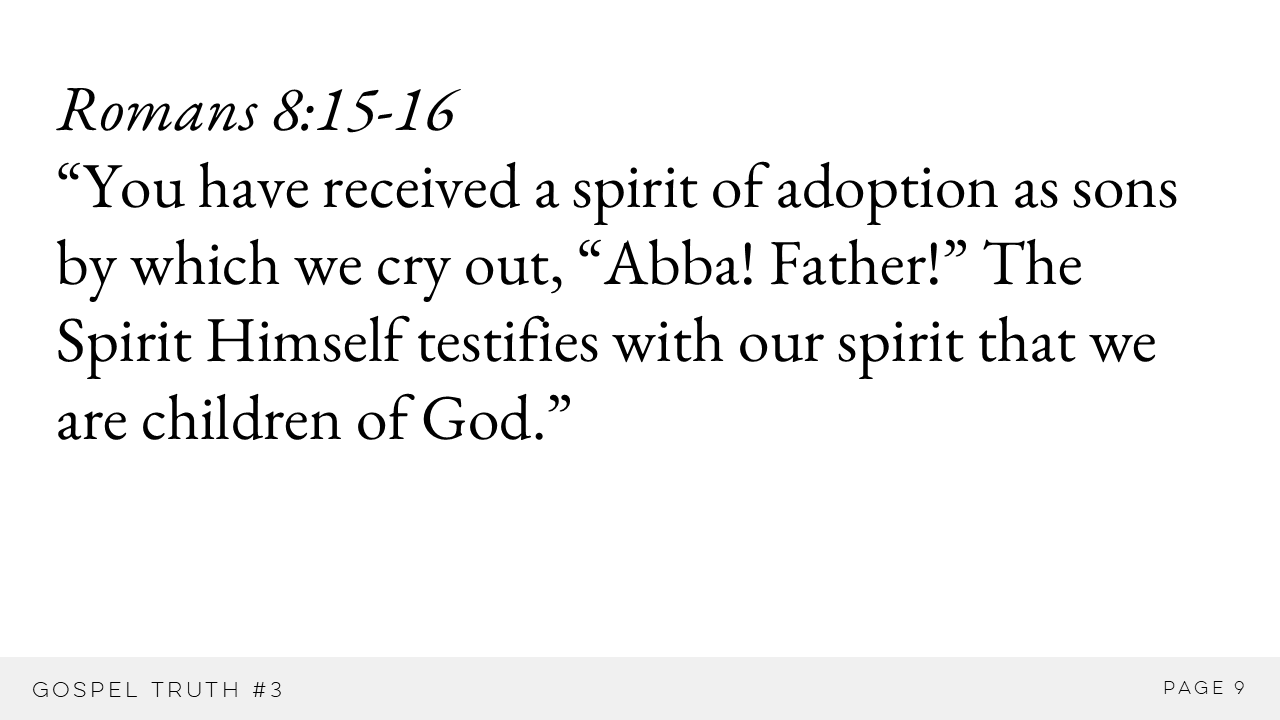 Romans 8:15-16
“You have received a spirit of adoption as sons
by which we cry out, “Abba! Father!” The
Spirit Himself testifies with our spirit that we
are children of God.”
GOSPEL TRUTH #3
PAGE 9